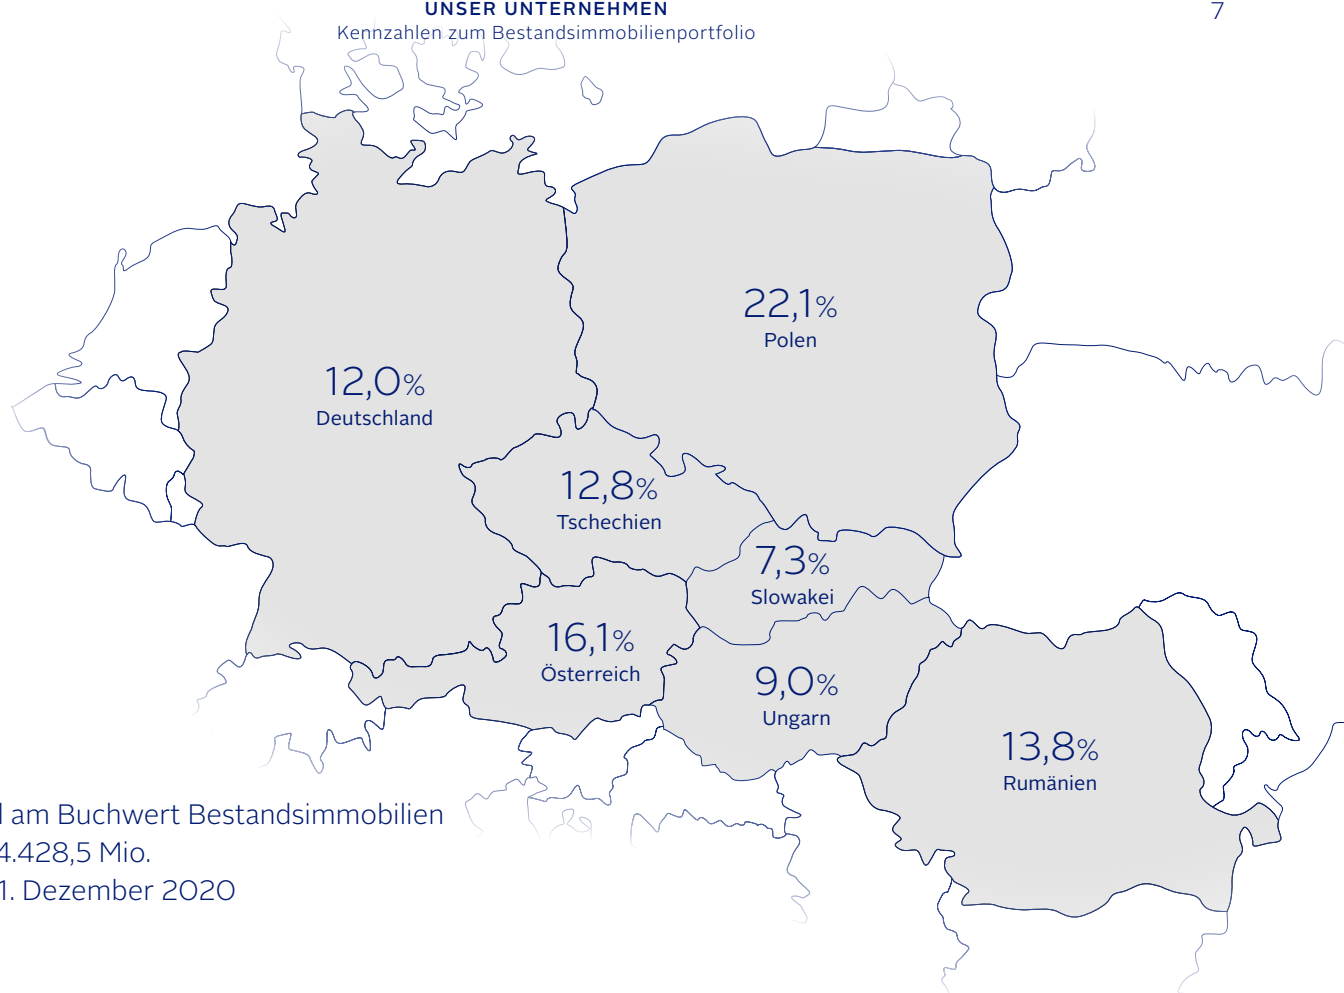 UNSER UNTERNEHMEN
7
Kennzahlen zum Bestandsimmobilienportfolio
22,1%
Polen
12,0%
Deutschland
12,8%
Tschechien
7,3%
Slowakei
16,1%
Österreich
9,0%
Ungarn
13,8%
Rumänien
am Buchwert Bestandsimmobilien
4.428,5 Mio.
1. Dezember 2020